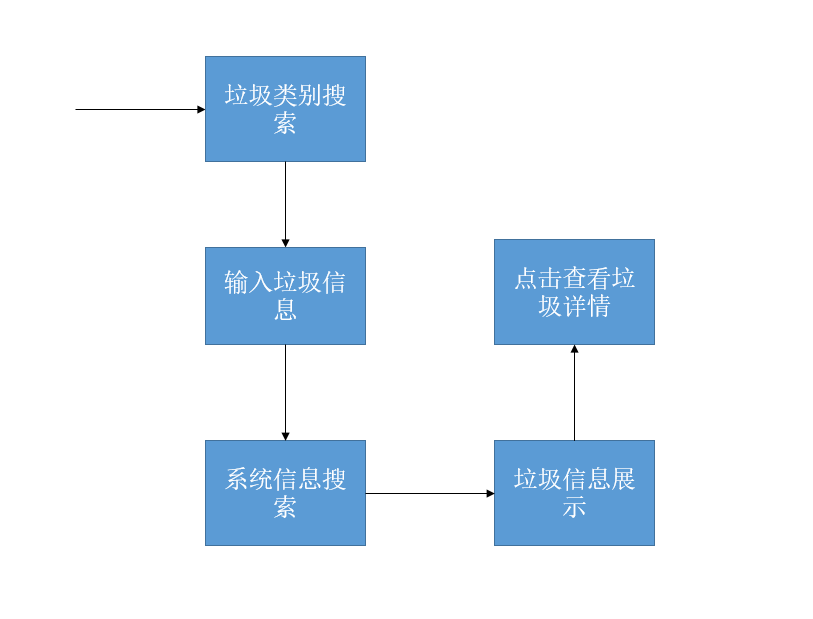 垃圾类别搜
索
输入垃圾信
息
系统信息搜
索
垃圾信息展
示
点击查看垃
圾详情